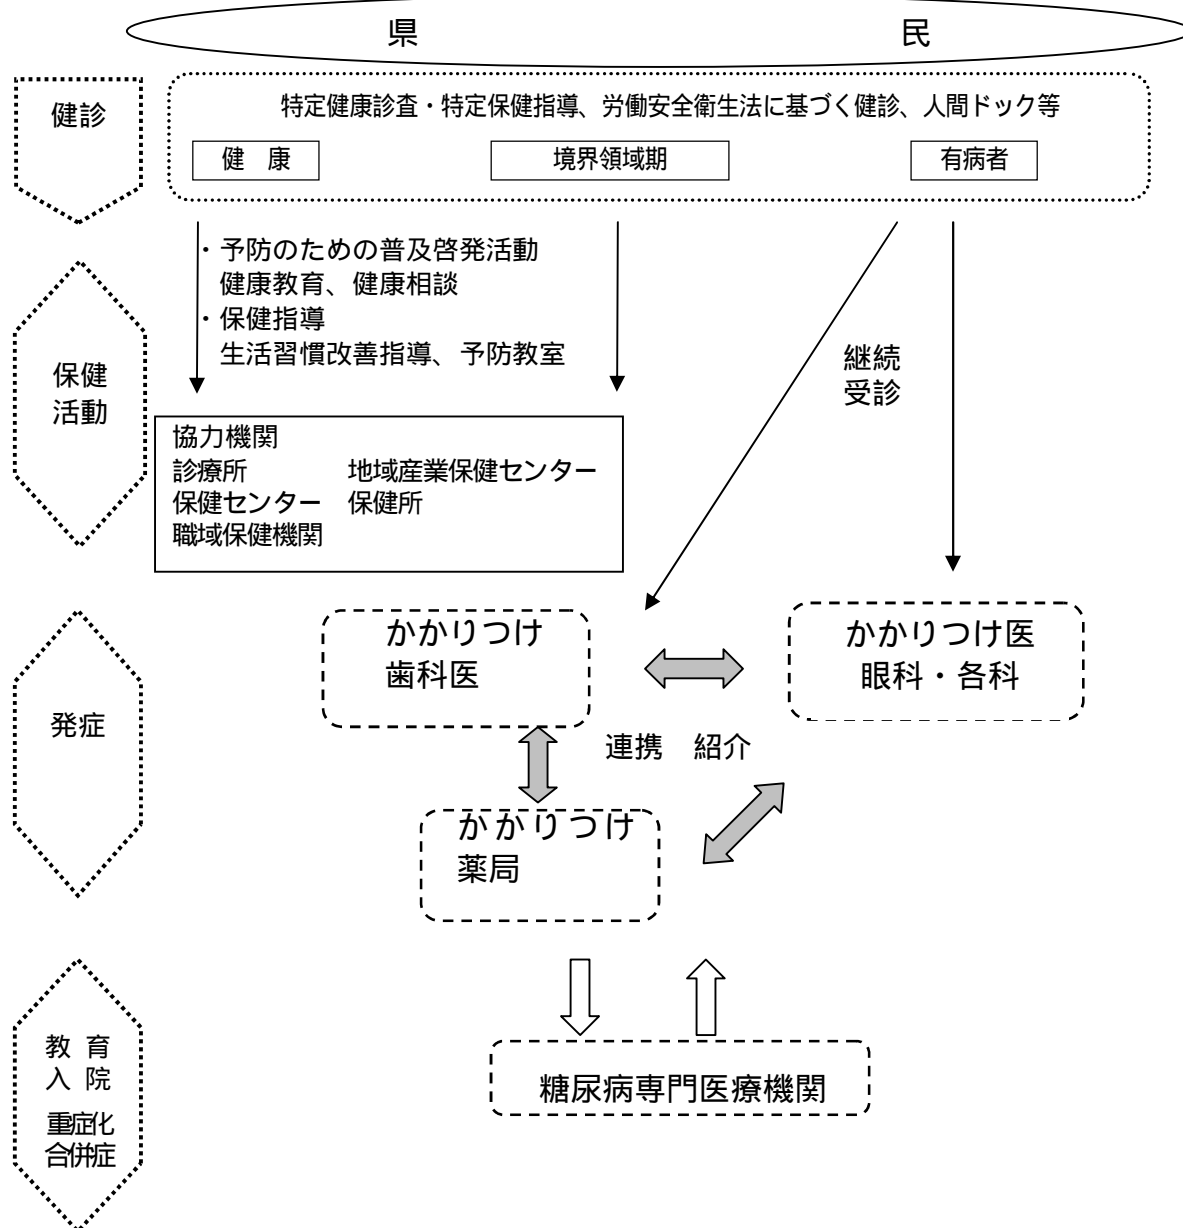 県　民
健診
特定健康診査・特定保健指導、労働安全衛生法に基づく健診、人間ドック等
健　康
境界領域期
有病者
・予防のための普及啓発活動
健康教育、健康相談
・保健指導
生活習慣改善指導、予防教室
保健
活動
継続
受診
協力機関
診療所　地域産業保健センター
保健センター　保健所
職域保健機関
発症
かかりつけ
歯科医
かかりつけ医
眼科・各科
連携　紹介
かかりつけ
薬局
教 育
入 院
重症化
合併症
糖尿病専門医療機関